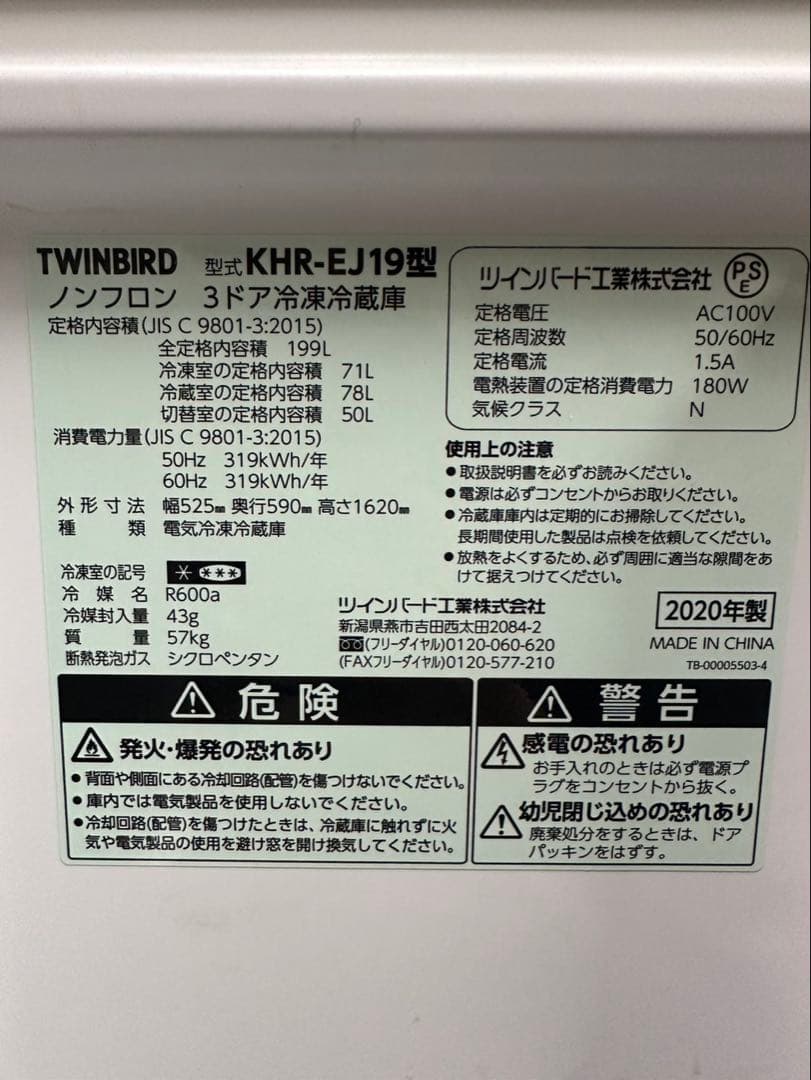 TWINBIRD 型式 KHR-EJ19型
ノンフロン 3ドア冷凍冷蔵庫
定格内容積(JIS C 9801-3:2015)
全定格内容積 199L
冷凍室の定格内容積 71L
冷蔵室の定格内容積 78L
切替室の定格内容積 50L
消費電力量(JIS C 9801-3:2015)
50Hz 319kWh/年
60Hz 319kWh/年
外形寸法 幅525㎜ 奥行590㎜ 高さ1620㎜
種類 電気冷凍冷蔵庫
冷凍室の記号
冷媒名 R600a
冷媒封入量 43g
質量 57kg
断熱発泡ガス シクロペンタン
ツインバード工業株式会社 PSE
定格電圧 AC100V
定格周波数 50/60Hz
定格電流 1.5A
電熱装置の定格消費電力 180W
気候クラス N
使用上の注意
●取扱説明書を必ずお読みください。
●電源は必ずコンセントからお取りください。
●冷蔵庫庫内は定期的にお掃除してください。
長期間使用した製品は点検を依頼してください。
●放熱をよくするため、必ず周囲に適当な隙間をあ
けて据えつけてください。
ツインバード工業株式会社
新潟県燕市吉田西太田2084-2
(フリーダイヤル)0120-060-620
(FAXフリーダイヤル)0120-577-210
2020年製
MADE IN CHINA
TB-00005503-4
危険
発火・爆発の恐れあり
●背面や側面にある冷却回路(配管)を傷つけないでください。
●庫内では電気製品を使用しないでください。
●冷却回路(配管)を傷つけたときは、冷蔵庫に触れずに火
気や電気製品の使用を避け窓を開け換気してください。
警告
感電の恐れあり
お手入れのときは必ず電源プ
ラグをコンセントから抜く。
幼児閉じ込めの恐れあり
廃棄処分をするときは、ドア
パッキンをはずす。